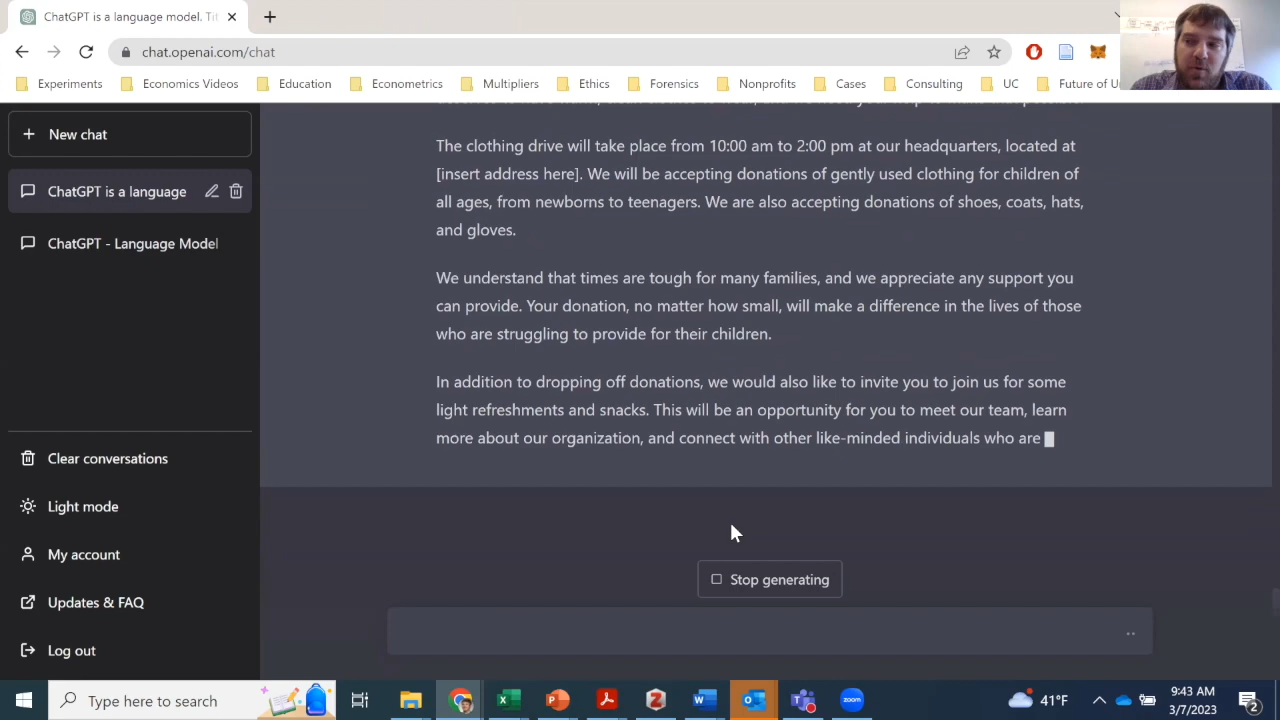 ChatGPT is a language model. Tit
chat.openai.com/chat
Experiments Economics Videos Education Econometrics Multipliers Ethics Forensics Nonprofits Cases Consulting UC Future of Un
New chat
ChatGPT is a language
ChatGPT - Language Model
The clothing drive will take place from 10:00 am to 2:00 pm at our headquarters, located at
[insert address here]. We will be accepting donations of gently used clothing for children of
all ages, from newborns to teenagers. We are also accepting donations of shoes, coats, hats,
and gloves.
We understand that times are tough for many families, and we appreciate any support you
can provide. Your donation, no matter how small, will make a difference in the lives of those
who are struggling to provide for their children.
In addition to dropping off donations, we would also like to invite you to join us for some
light refreshments and snacks. This will be an opportunity for you to meet our team, learn
more about our organization, and connect with other like-minded individuals who are
Clear conversations
Light mode
My account
Updates & FAQ
Log out
Stop generating
Type here to search
zoom
41°F
9:43 AM
3/7/2023
2